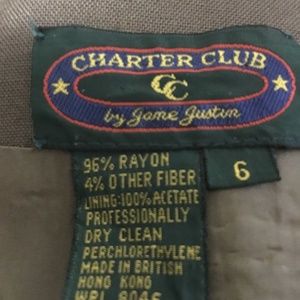 CHARTER CLUB
CC
by Jame Justin
96% RAYON
4% OTHER FIBER
LINING:100% ACETATE
PROFESSIONALLY
DRY CLEAN
PERCHLORETHYLENE
MADE IN BRITISH
HONG KONG
6